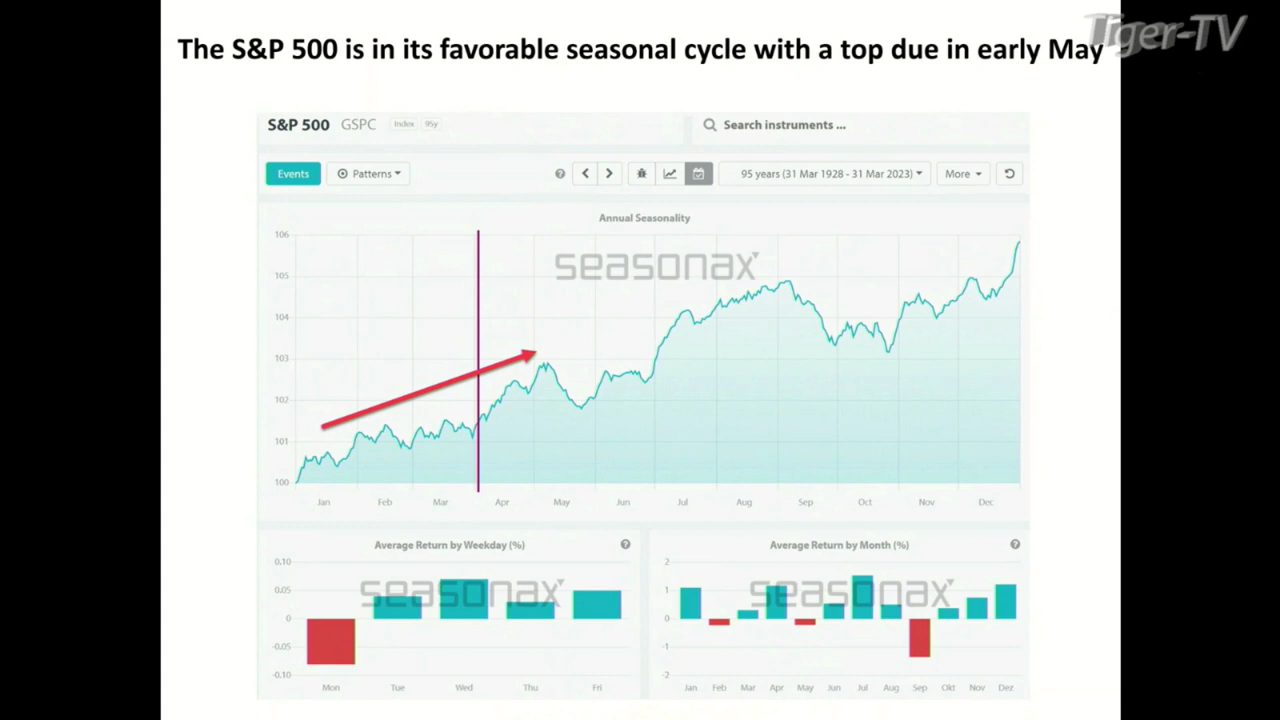 Tiger-TV
The S&P 500 is in its favorable seasonal cycle with a top due in early May
S&P 500 GSPC Index 95y
Search instruments ...
Events Patterns
95 years (31 Mar 1928 - 31 Mar 2023) More
Annual Seasonality
seasonax
106
105
104
103
102
101
100
Jan Feb Mar Apr May Jun Jul Aug Sep Oct Nov Dec
Average Return by Weekday (%)
seasonax
0.10
0.05
0
-0.05
-0.10
Mon Tue Wed Thu Fri
Average Return by Month (%)
seasonax
2
1
0
-1
-2
Jan Feb Mar Apr May Jun Jul Aug Sep Okt Nov Dez